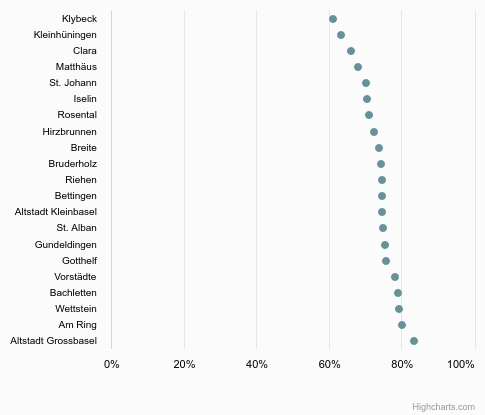 Klybeck
Kleinhüningen
Clara
Matthäus
St. Johann
Iselin
Rosental
Hirzbrunnen
Breite
Bruderholz
Riehen
Bettingen
Altstadt Kleinbasel
St. Alban
Gundeldingen
Gotthelf
Vorstädte
Bachletten
Wettstein
Am Ring
Altstadt Grossbasel
0% 20% 40% 60% 80% 100%
Highcharts.com